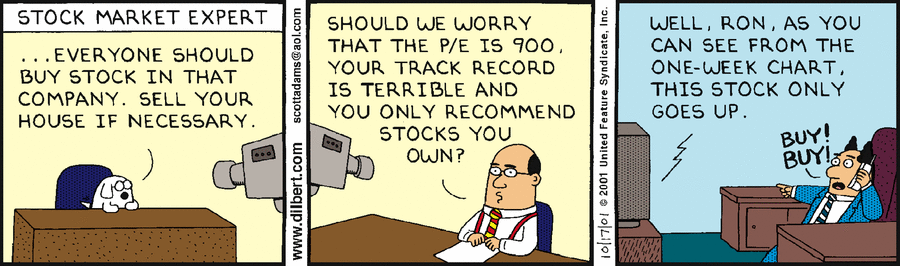 STOCK MARKET EXPERT
...EVERYONE SHOULD
BUY STOCK IN THAT
COMPANY. SELL YOUR
HOUSE IF NECESSARY.
www.dilbert.com
scottadams@aol.com
SHOULD WE WORRY
THAT THE P/E IS 900,
YOUR TRACK RECORD
IS TERRIBLE AND
YOU ONLY RECOMMEND
STOCKS YOU
OWN?
10/17/01 © 2001 United Feature Syndicate, Inc.
WELL, RON, AS YOU
CAN SEE FROM THE
ONE-WEEK CHART,
THIS STOCK ONLY
GOES UP.
BUY!
BUY!